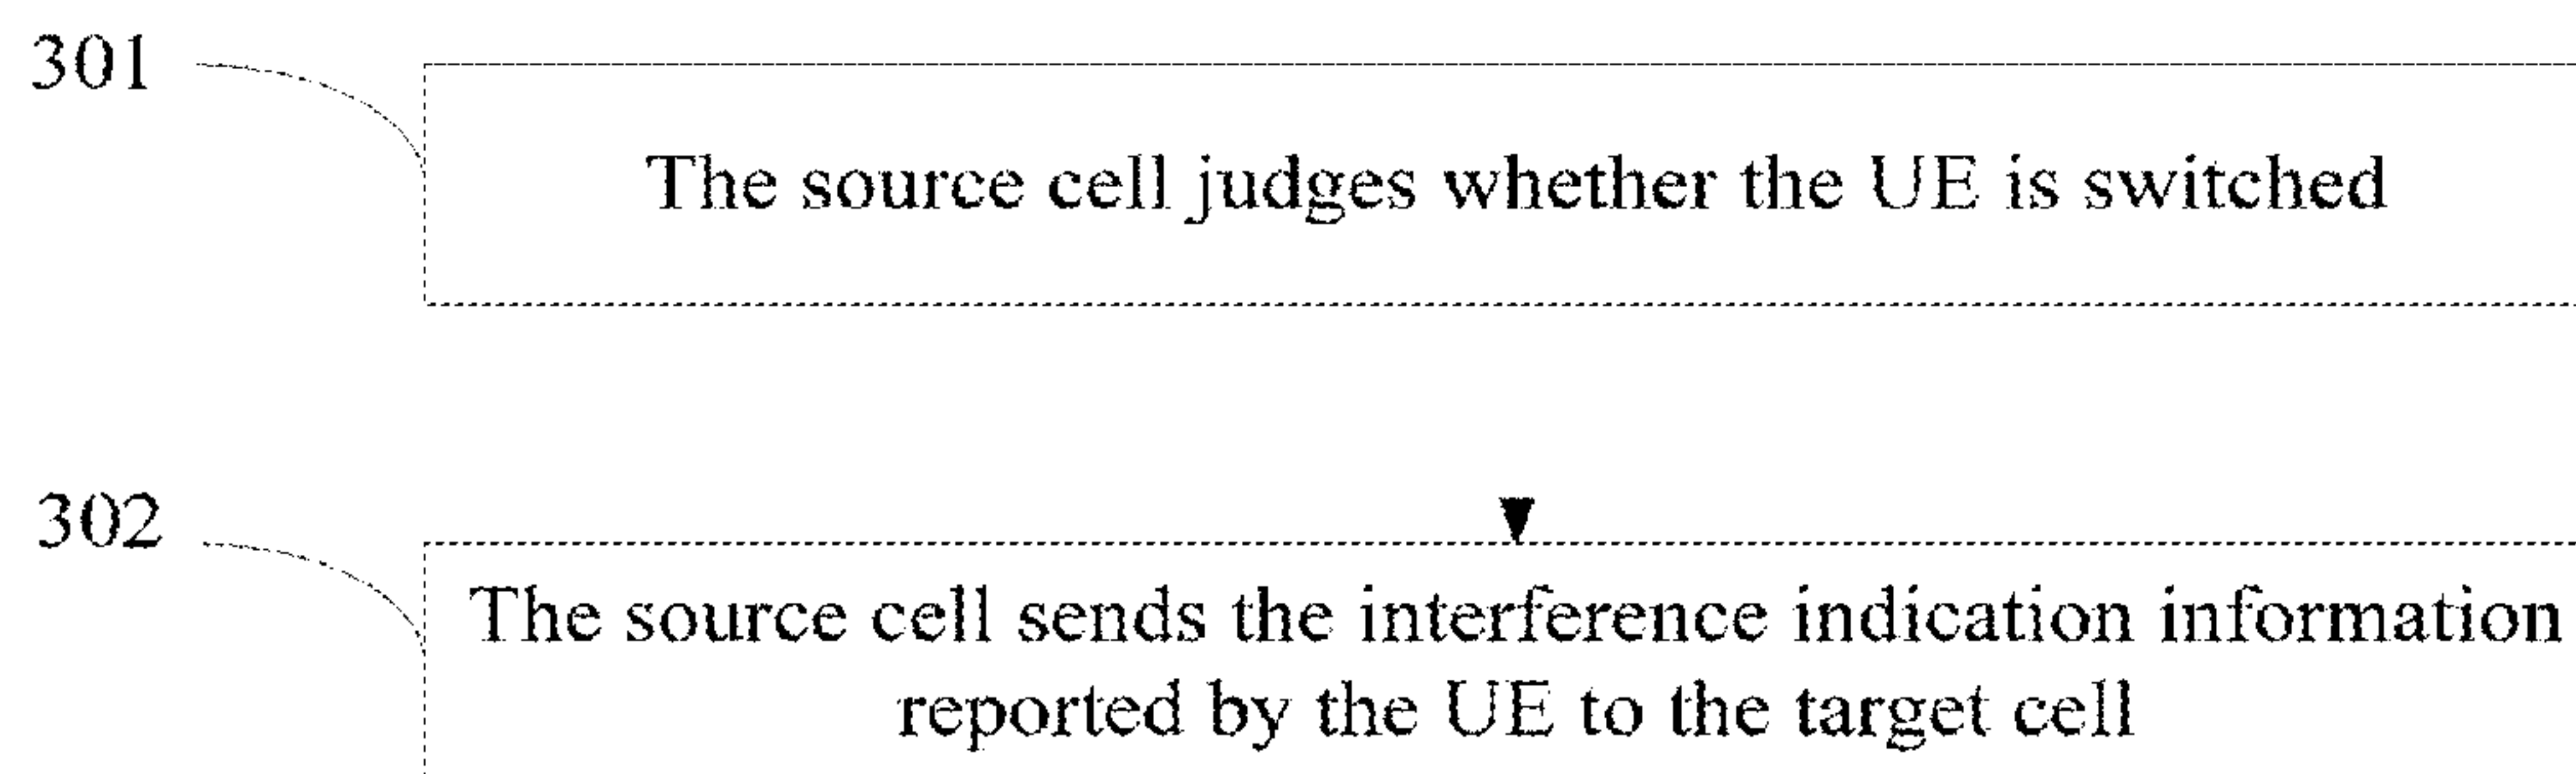 301
The source cell judges whether the UE is switched
302
The source cell sends the interference indication information
reported by the UE to the target cell